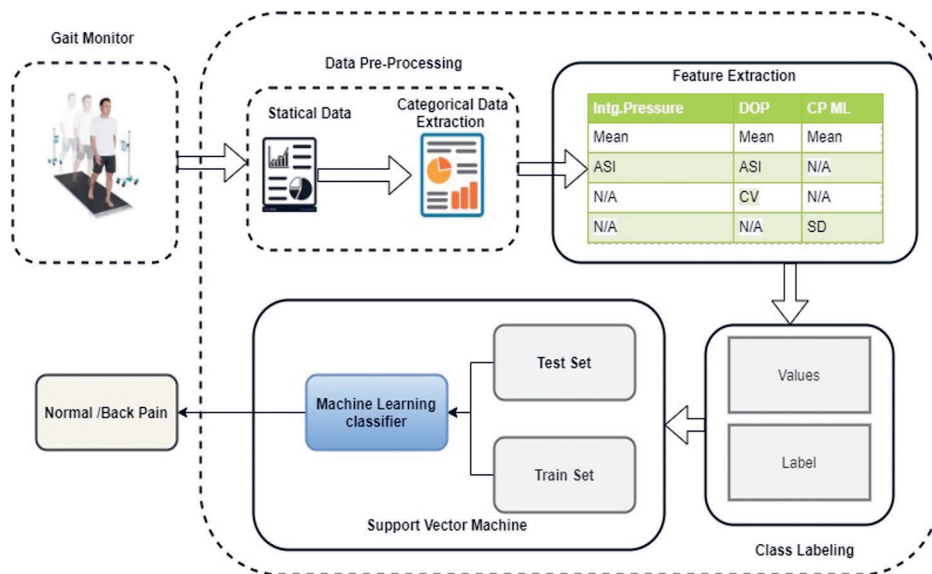 Gait Monitor
Data Pre-Processing
Statical Data
Categorical Data
Extraction
Feature Extraction
Intg.Pressure DOP CP ML
Mean Mean Mean
ASI ASI N/A
N/A CV N/A
N/A N/A SD
Values
Label
Class Labeling
Test Set
Train Set
Machine Learning
classifier
Support Vector Machine
Normal /Back Pain